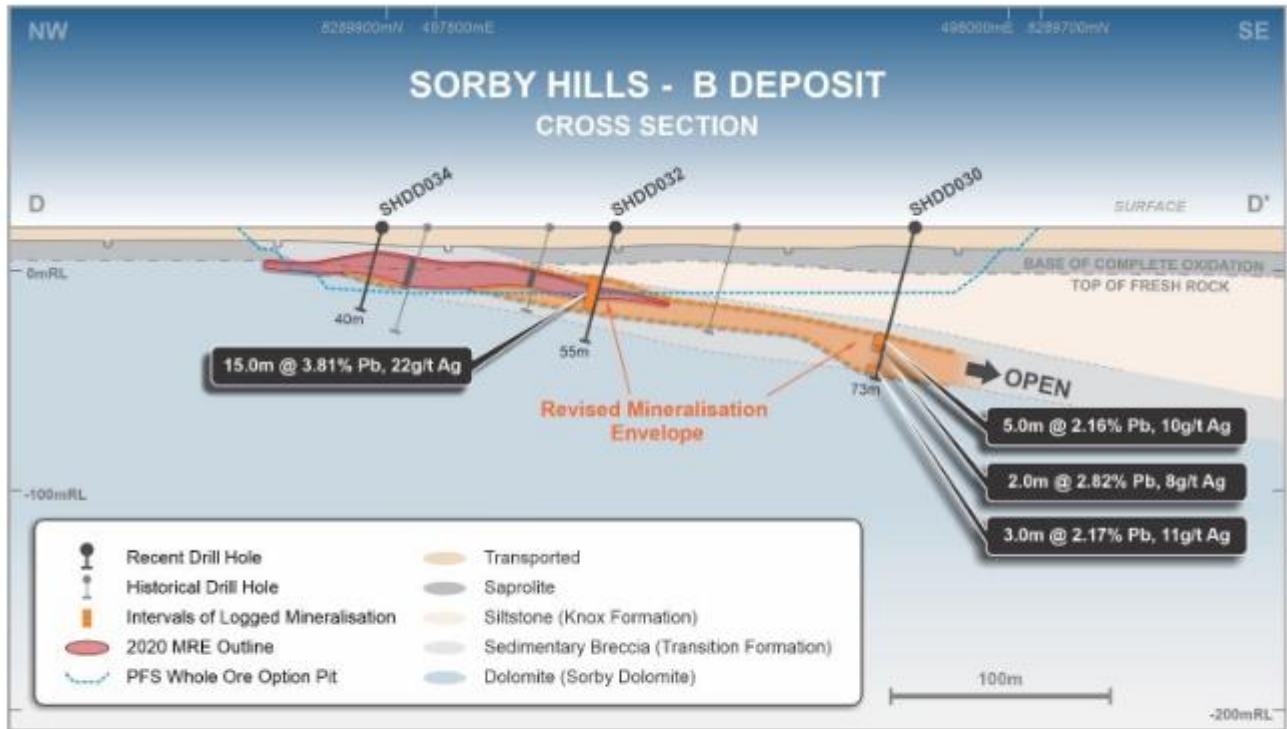 NW
8289900mN
497800mE
498000mE
8289700mN
SE
SORBY HILLS - B DEPOSIT
CROSS SECTION
D
SHDD034
SHDD032
SHDD030
SURFACE
D'
0mRL
BASE OF COMPLETE OXIDATION
TOP OF FRESH ROCK
40m
55m
73m
15.0m @ 3.81% Pb, 22g/t Ag
OPEN
Revised Mineralisation
Envelope
5.0m @ 2.16% Pb, 10g/t Ag
2.0m @ 2.82% Pb, 8g/t Ag
3.0m @ 2.17% Pb, 11g/t Ag
-100mRL
Recent Drill Hole
Historical Drill Hole
Intervals of Logged Mineralisation
2020 MRE Outline
PFS Whole Ore Option Pit
Transported
Saprolite
Siltstone (Knox Formation)
Sedimentary Breccia (Transition Formation)
Dolomite (Sorby Dolomite)
100m
-200mRL